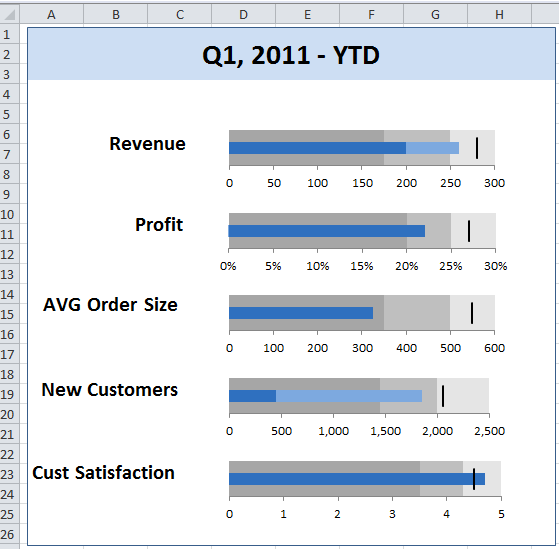 A B C D E F G H
1
2
3
4
5
6
7
8
9
10
11
12
13
14
15
16
17
18
19
20
21
22
23
24
25
26
Q1, 2011 - YTD
Revenue
0 50 100 150 200 250 300
Profit
0% 5% 10% 15% 20% 25% 30%
AVG Order Size
0 100 200 300 400 500 600
New Customers
0 500 1,000 1,500 2,000 2,500
Cust Satisfaction
0 1 2 3 4 5